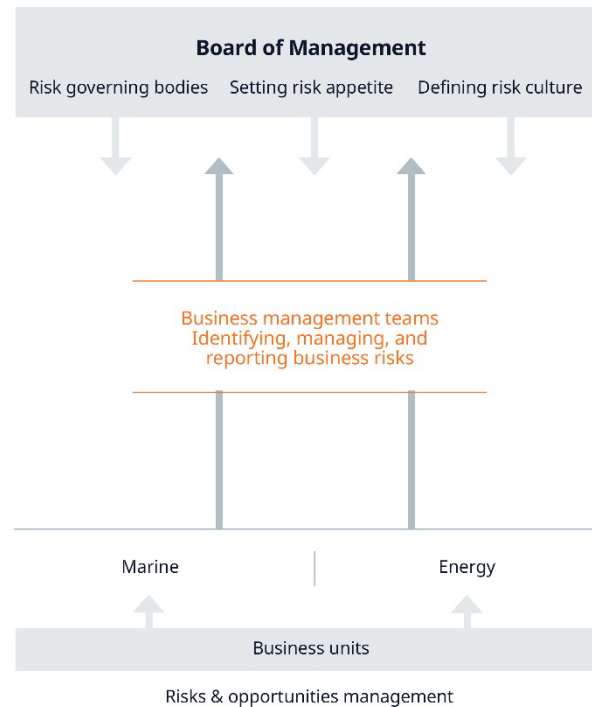 Board of Management
Risk governing bodies
Setting risk appetite
Defining risk culture
Business management teams
Identifying, managing, and
reporting business risks
Marine
Energy
Business units
Risks & opportunities management